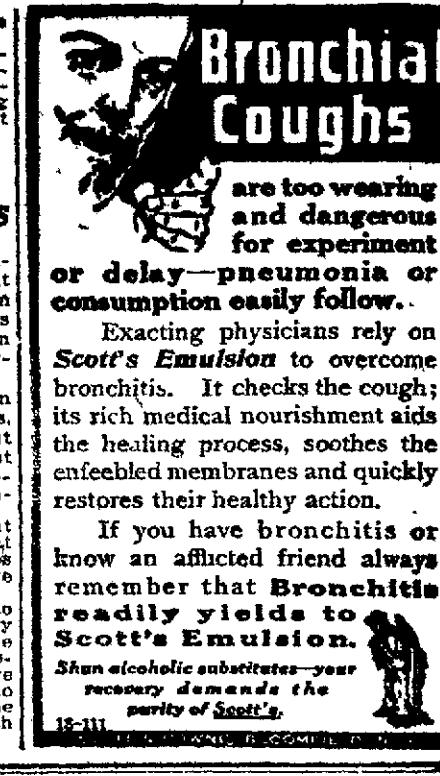 Bronchial
Coughs
are too wearing
and dangerous
for experiment
or delay—pneumonia or
consumption easily follow.
Exacting physicians rely on
Scott's Emulsion to overcome
bronchitis. It checks the cough;
its rich medical nourishment aids
the healing process, soothes the
enfeebled membranes and quickly
restores their healthy action.
If you have bronchitis or
know an afflicted friend always
remember that Bronchitis
readily yields to
Scott's Emulsion.
Shun alcoholic substitutes—your
recovery demands the
purity of Scott's.
13-111